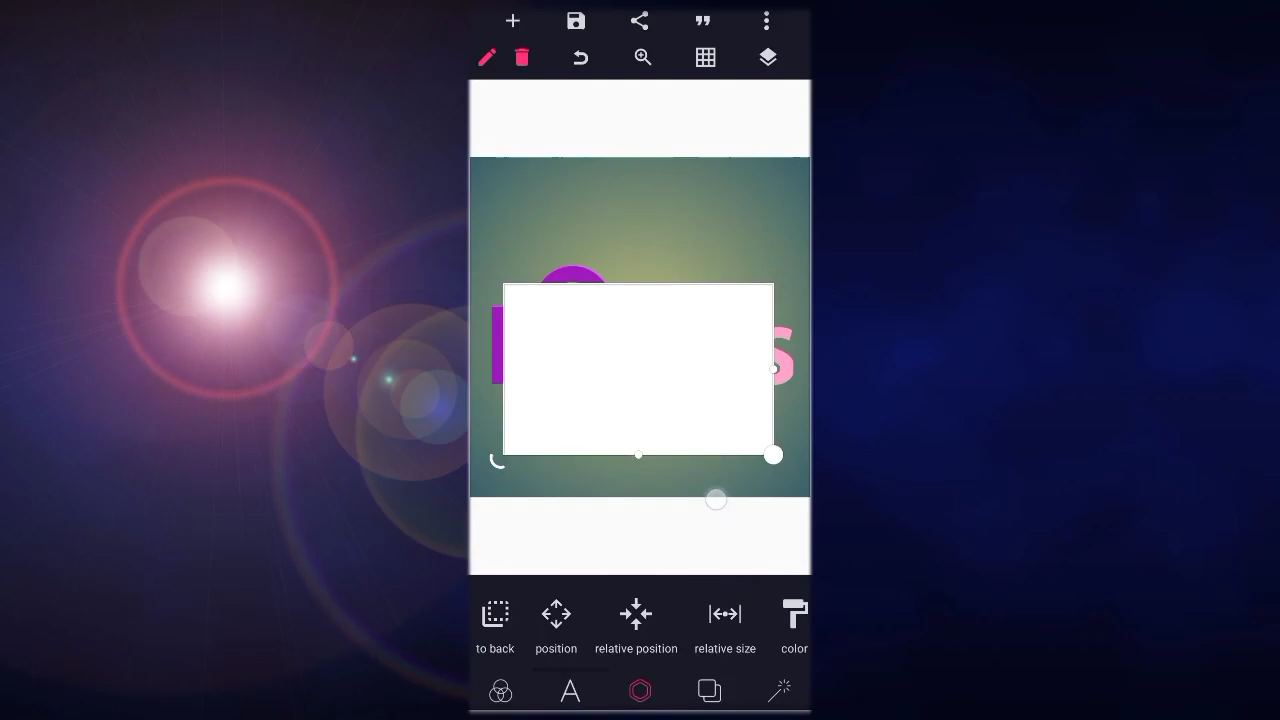 s
to back
position
relative position
relative size
color